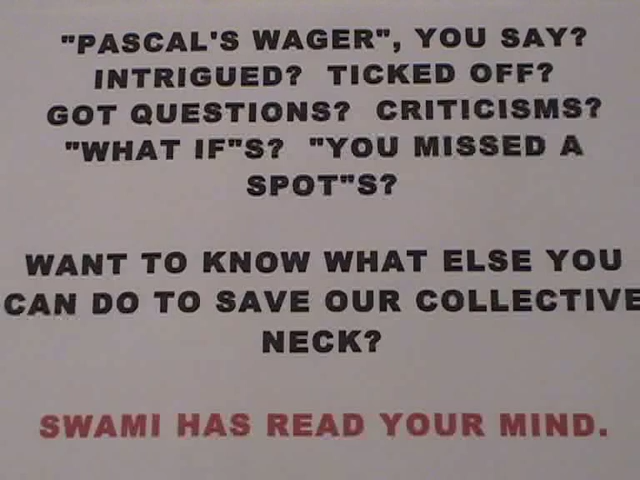 "PASCAL'S WAGER", YOU SAY?
INTRIGUED? TICKED OFF?
GOT QUESTIONS? CRITICISMS?
"WHAT IF"S? "YOU MISSED A
SPOT"S?
WANT TO KNOW WHAT ELSE YOU
CAN DO TO SAVE OUR COLLECTIVE
NECK?
SWAMI HAS READ YOUR MIND.